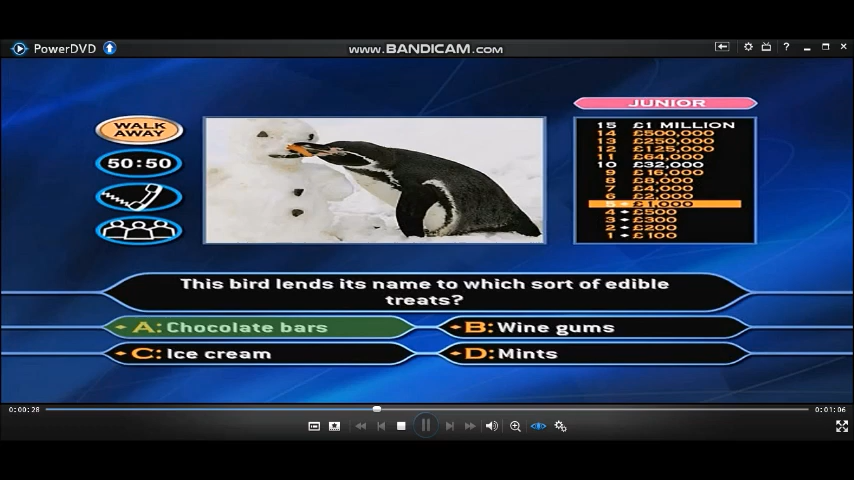 PowerDVD
www.BANDICAM.com
?
JUNIOR
WALK
AWAY
50:50
15 £1 MILLION
14 £500,000
13 £250,000
12 £125,000
11 £64,000
10 £32,000
9 £16,000
8 £8,000
7 £4,000
6 £2,000
5 £1,000
4 £500
3 £300
2 £200
1 £100
This bird lends its name to which sort of edible
treats?
A: Chocolate bars
B: Wine gums
C: Ice cream
D: Mints
0:00:28
0:01:06